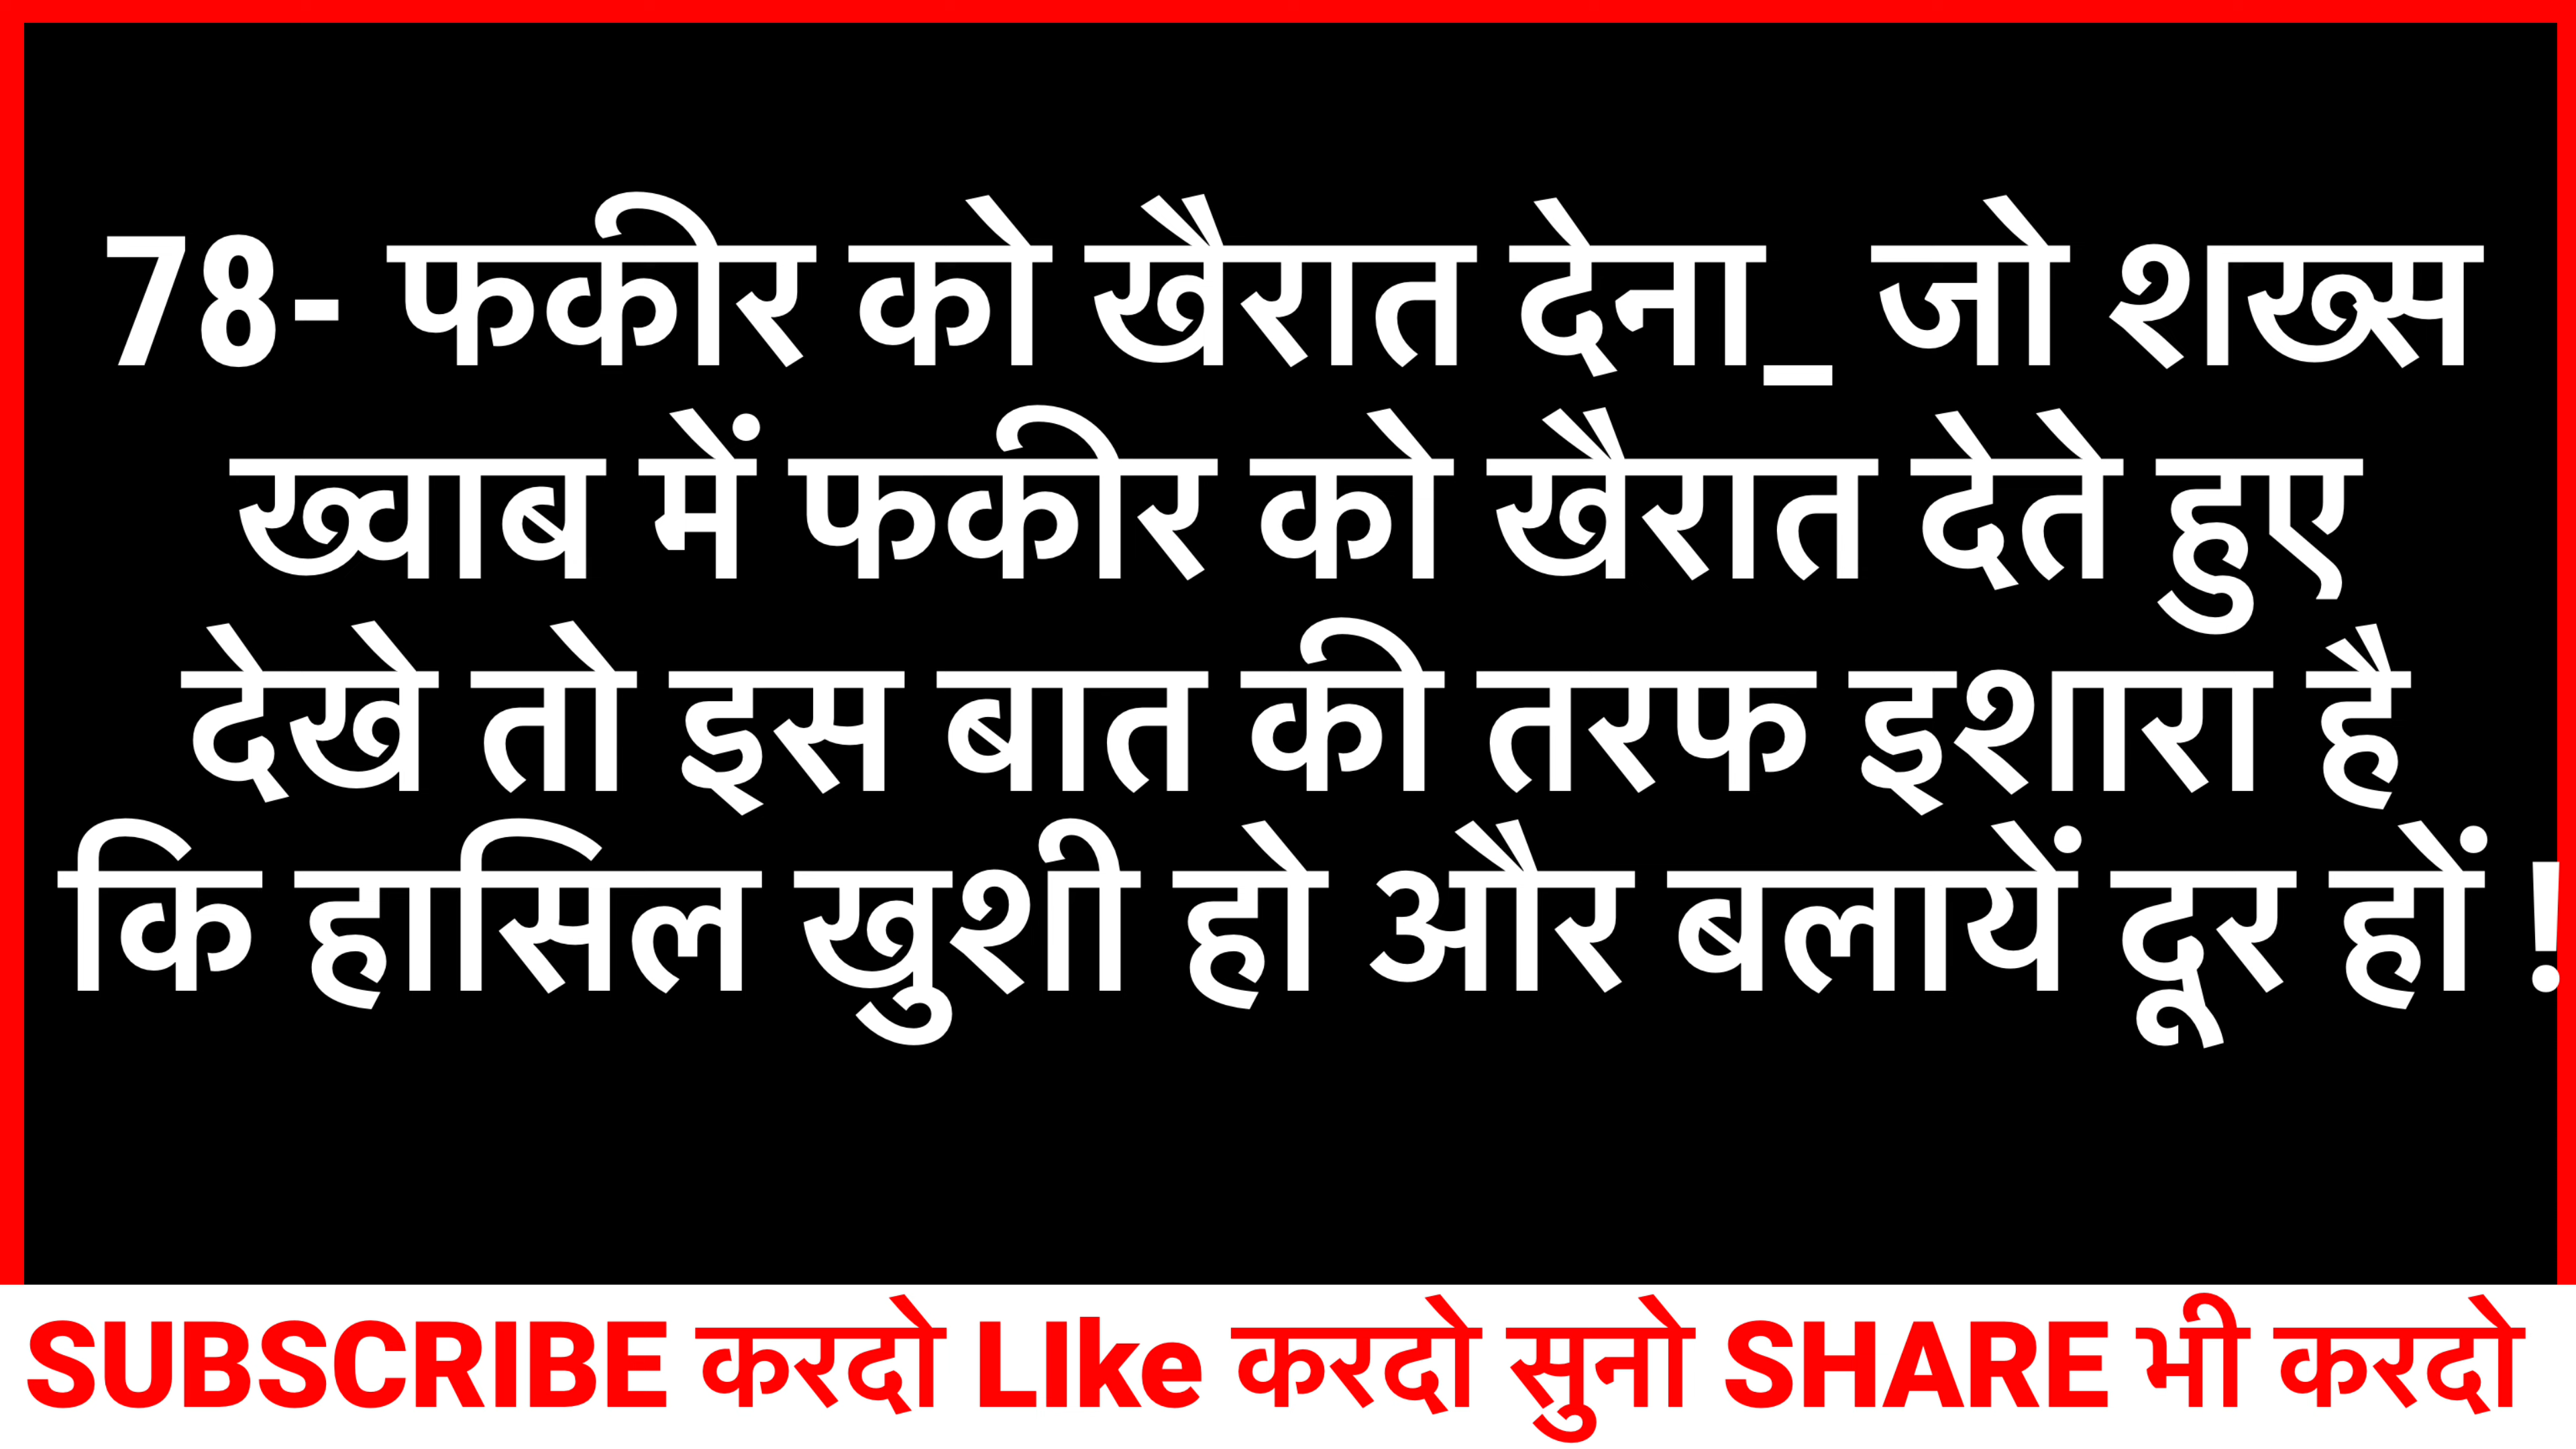 78- फकीर को खैरात देना_ जो शख्स
ख्वाब में फकीर को खैरात देते हुए
देखे तो इस बात की तरफ इशारा है
कि हासिल खुशी हो और बलायें दूर हों !
SUBSCRIBE करदो LIke करदो सुनो SHARE भी करदो